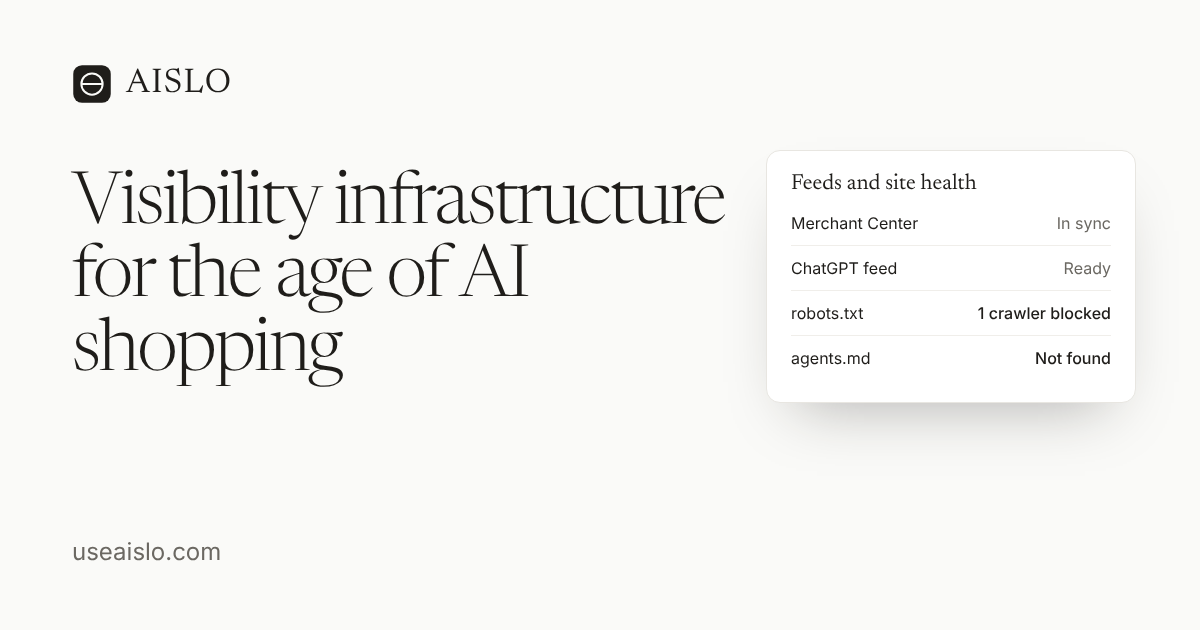 AISLO
Visibility infrastructure
for the age of AI
shopping
Feeds and site health
Merchant Center In sync
ChatGPT feed Ready
robots.txt 1 crawler blocked
agents.md Not found
useaislo.com